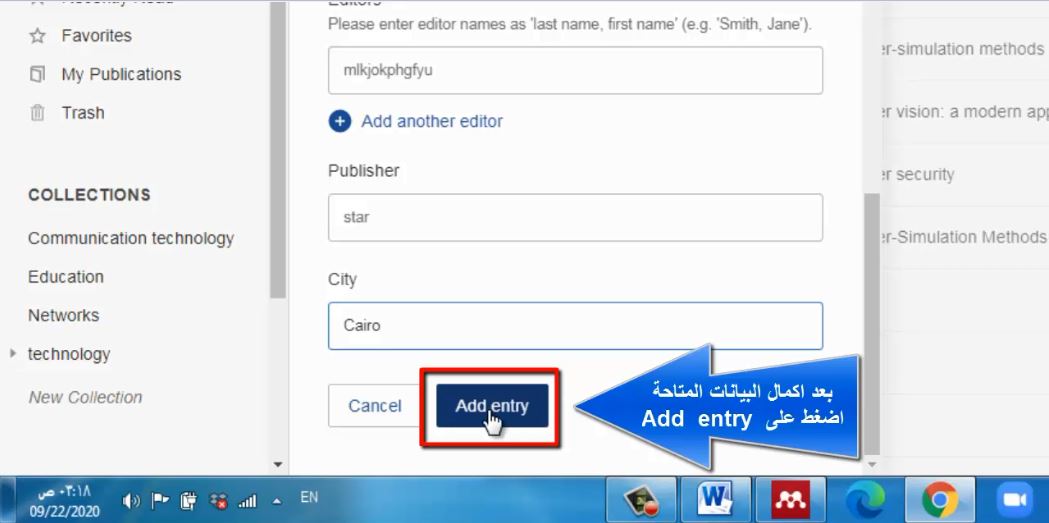 Recently Read
Favorites
My Publications
Trash
COLLECTIONS
Communication technology
Education
Networks
technology
New Collection
Editors
Please enter editor names as 'last name, first name' (e.g. 'Smith, Jane').
mlkjokphgfyu
Add another editor
Publisher
star
City
Cairo
Cancel
Add entry
بعد اكمال البيانات المتاحة
اضغط على Add entry
er-simulation methods
er vision: a modern app
er security
er-Simulation Methods
٠٣:١٨ ص
09/22/2020
EN